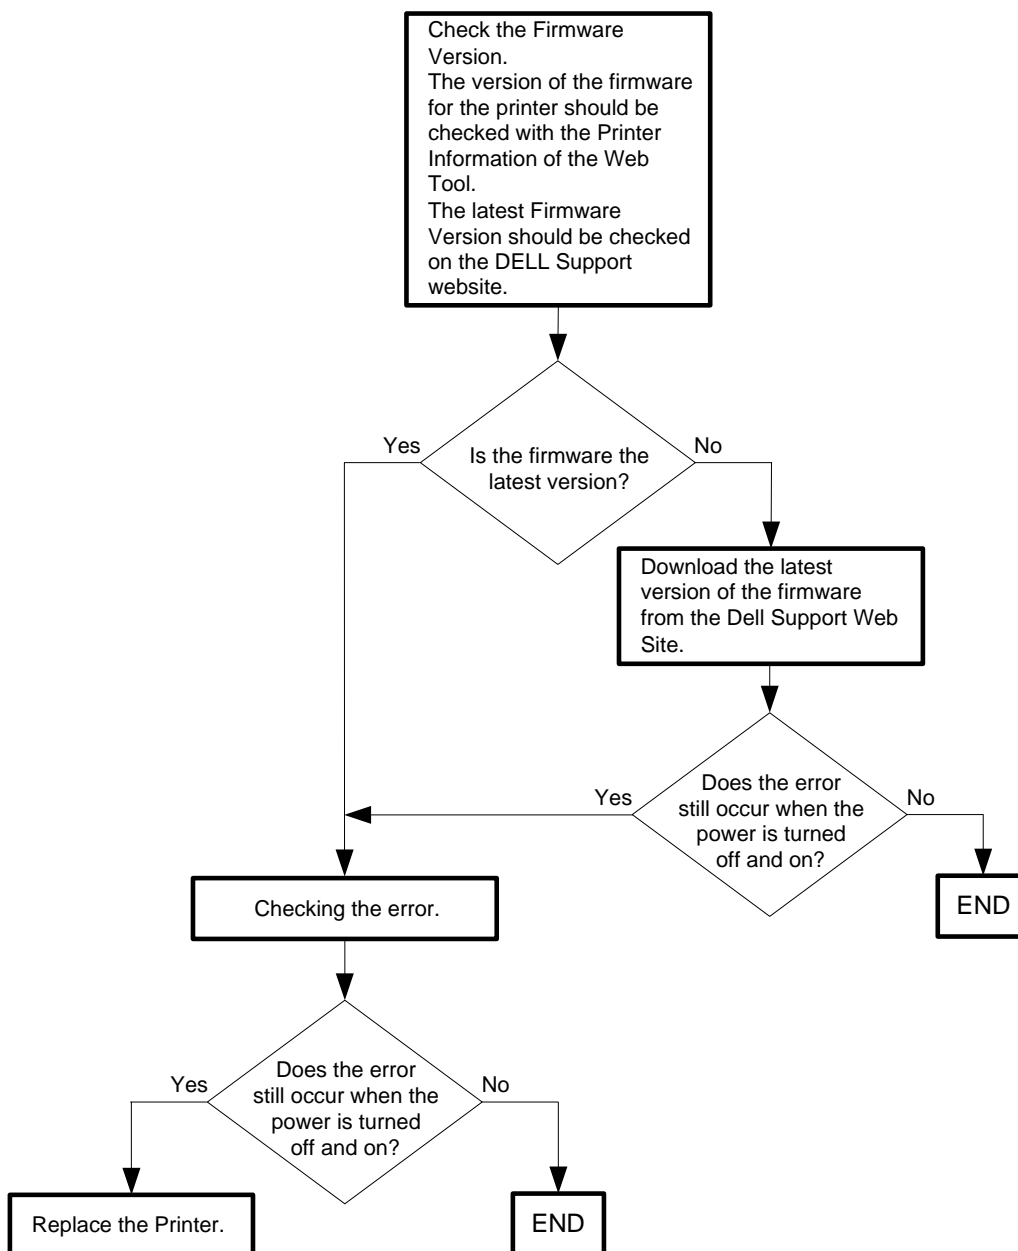 Check the Firmware
Version.
The version of the firmware
for the printer should be
checked with the Printer
Information of the Web
Tool.
The latest Firmware
Version should be checked
on the DELL Support
website.
Yes
No
Is the firmware the
latest version?
Download the latest
version of the firmware
from the Dell Support Web
Site.
Yes
No
Does the error
still occur when the
power is turned
off and on?
END
Checking the error.
Yes
No
Does the error
still occur when the
power is turned
off and on?
Replace the Printer.
END